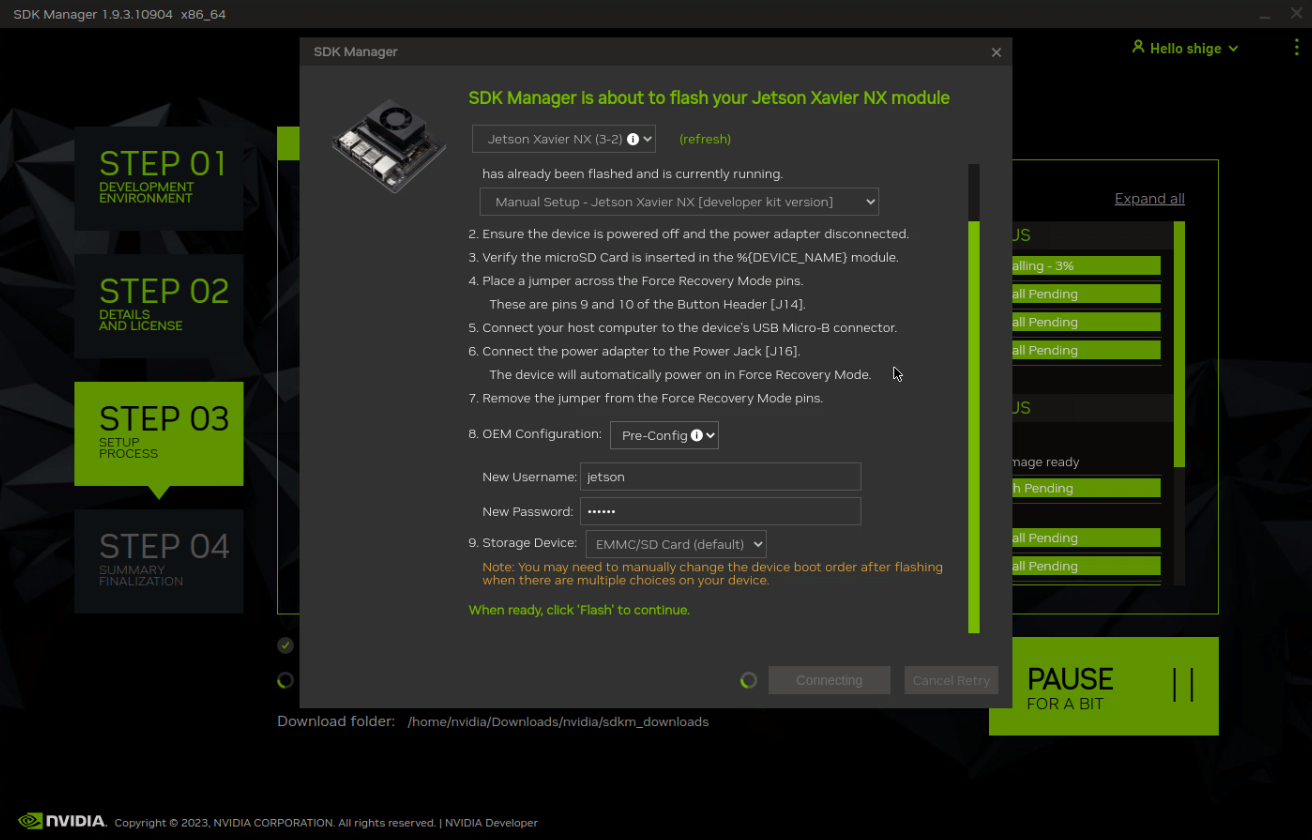 SDK Manager 1.9.3.10904 x86_64
Hello shige
SDK Manager
SDK Manager is about to flash your Jetson Xavier NX module
Jetson Xavier NX (3-2)
(refresh)
has already been flashed and is currently running.
Manual Setup - Jetson Xavier NX [developer kit version]
2. Ensure the device is powered off and the power adapter disconnected.
3. Verify the microSD Card is inserted in the %{DEVICE_NAME} module.
4. Place a jumper across the Force Recovery Mode pins.
These are pins 9 and 10 of the Button Header [J14].
5. Connect your host computer to the device's USB Micro-B connector.
6. Connect the power adapter to the Power Jack [J16].
The device will automatically power on in Force Recovery Mode.
7. Remove the jumper from the Force Recovery Mode pins.
8. OEM Configuration: Pre-Config
New Username: jetson
New Password: ••••••
9. Storage Device: EMMC/SD Card (default)
Note: You may need to manually change the device boot order after flashing
when there are multiple choices on your device.
When ready, click 'Flash' to continue.
Connecting
Cancel Retry
STEP 01
DEVELOPMENT
ENVIRONMENT
STEP 02
DETAILS
AND LICENSE
STEP 03
SETUP
PROCESS
STEP 04
SUMMARY
FINALIZATION
Expand all
US
alling - 3%
all Pending
all Pending
all Pending
US
mage ready
h Pending
all Pending
all Pending
PAUSE
FOR A BIT
Download folder: /home/nvidia/Downloads/nvidia/sdkm_downloads
NVIDIA. Copyright © 2023, NVIDIA CORPORATION. All rights reserved. | NVIDIA Developer